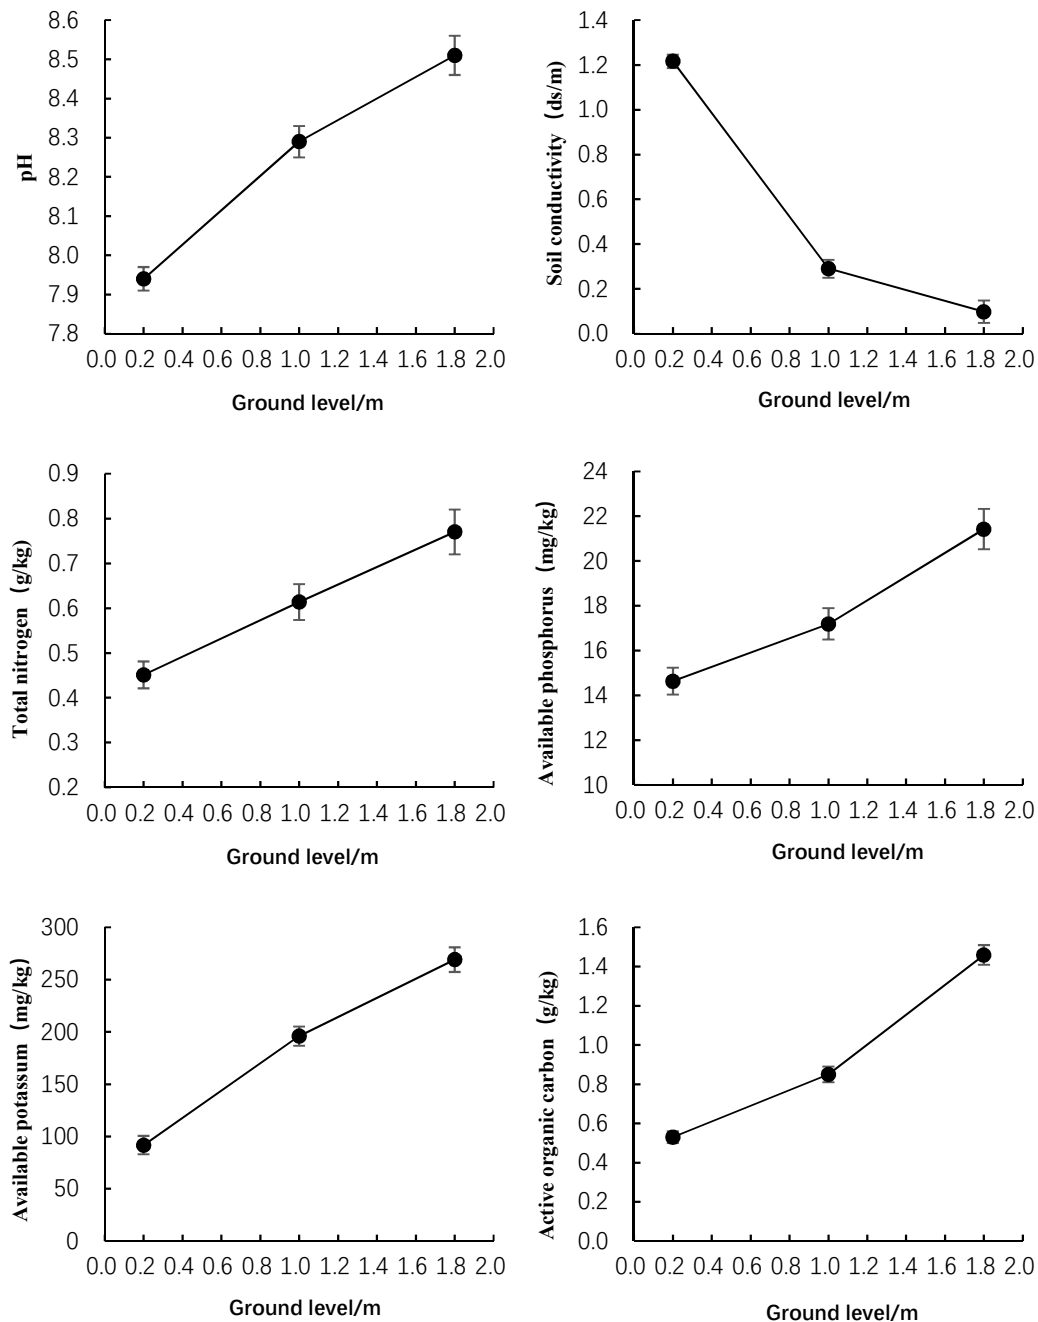 8.6
8.5
8.4
8.3
8.2
8.1
8.0
7.9
7.8
pH
0.0 0.2 0.4 0.6 0.8 1.0 1.2 1.4 1.6 1.8 2.0
Ground level/m
1.4
1.2
1.0
0.8
0.6
0.4
0.2
0.0
Soil conductivity (ds/m)
0.0 0.2 0.4 0.6 0.8 1.0 1.2 1.4 1.6 1.8 2.0
Ground level/m
0.9
0.8
0.7
0.6
0.5
0.4
0.3
0.2
Total nitrogen (g/kg)
0.0 0.2 0.4 0.6 0.8 1.0 1.2 1.4 1.6 1.8 2.0
Ground level/m
24
22
20
18
16
14
12
10
Available phosphorus (mg/kg)
0.0 0.2 0.4 0.6 0.8 1.0 1.2 1.4 1.6 1.8 2.0
Ground level/m
300
250
200
150
100
50
0
Available potassum (mg/kg)
0.0 0.2 0.4 0.6 0.8 1.0 1.2 1.4 1.6 1.8 2.0
Ground level/m
1.6
1.4
1.2
1.0
0.8
0.6
0.4
0.2
0.0
Active organic carbon (g/kg)
0.0 0.2 0.4 0.6 0.8 1.0 1.2 1.4 1.6 1.8 2.0
Ground level/m